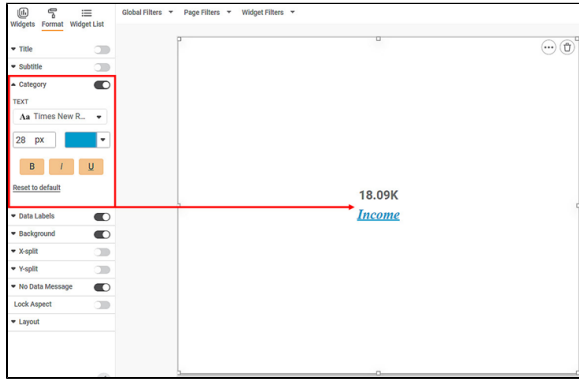 Widgets Format Widget List
Global Filters Page Filters Widget Filters
Title
Subtitle
Category
TEXT
Aa Times New R...
28 px
B I U
Reset to default
18.09K
Income
Data Labels
Background
X-split
Y-split
No Data Message
Lock Aspect
Layout